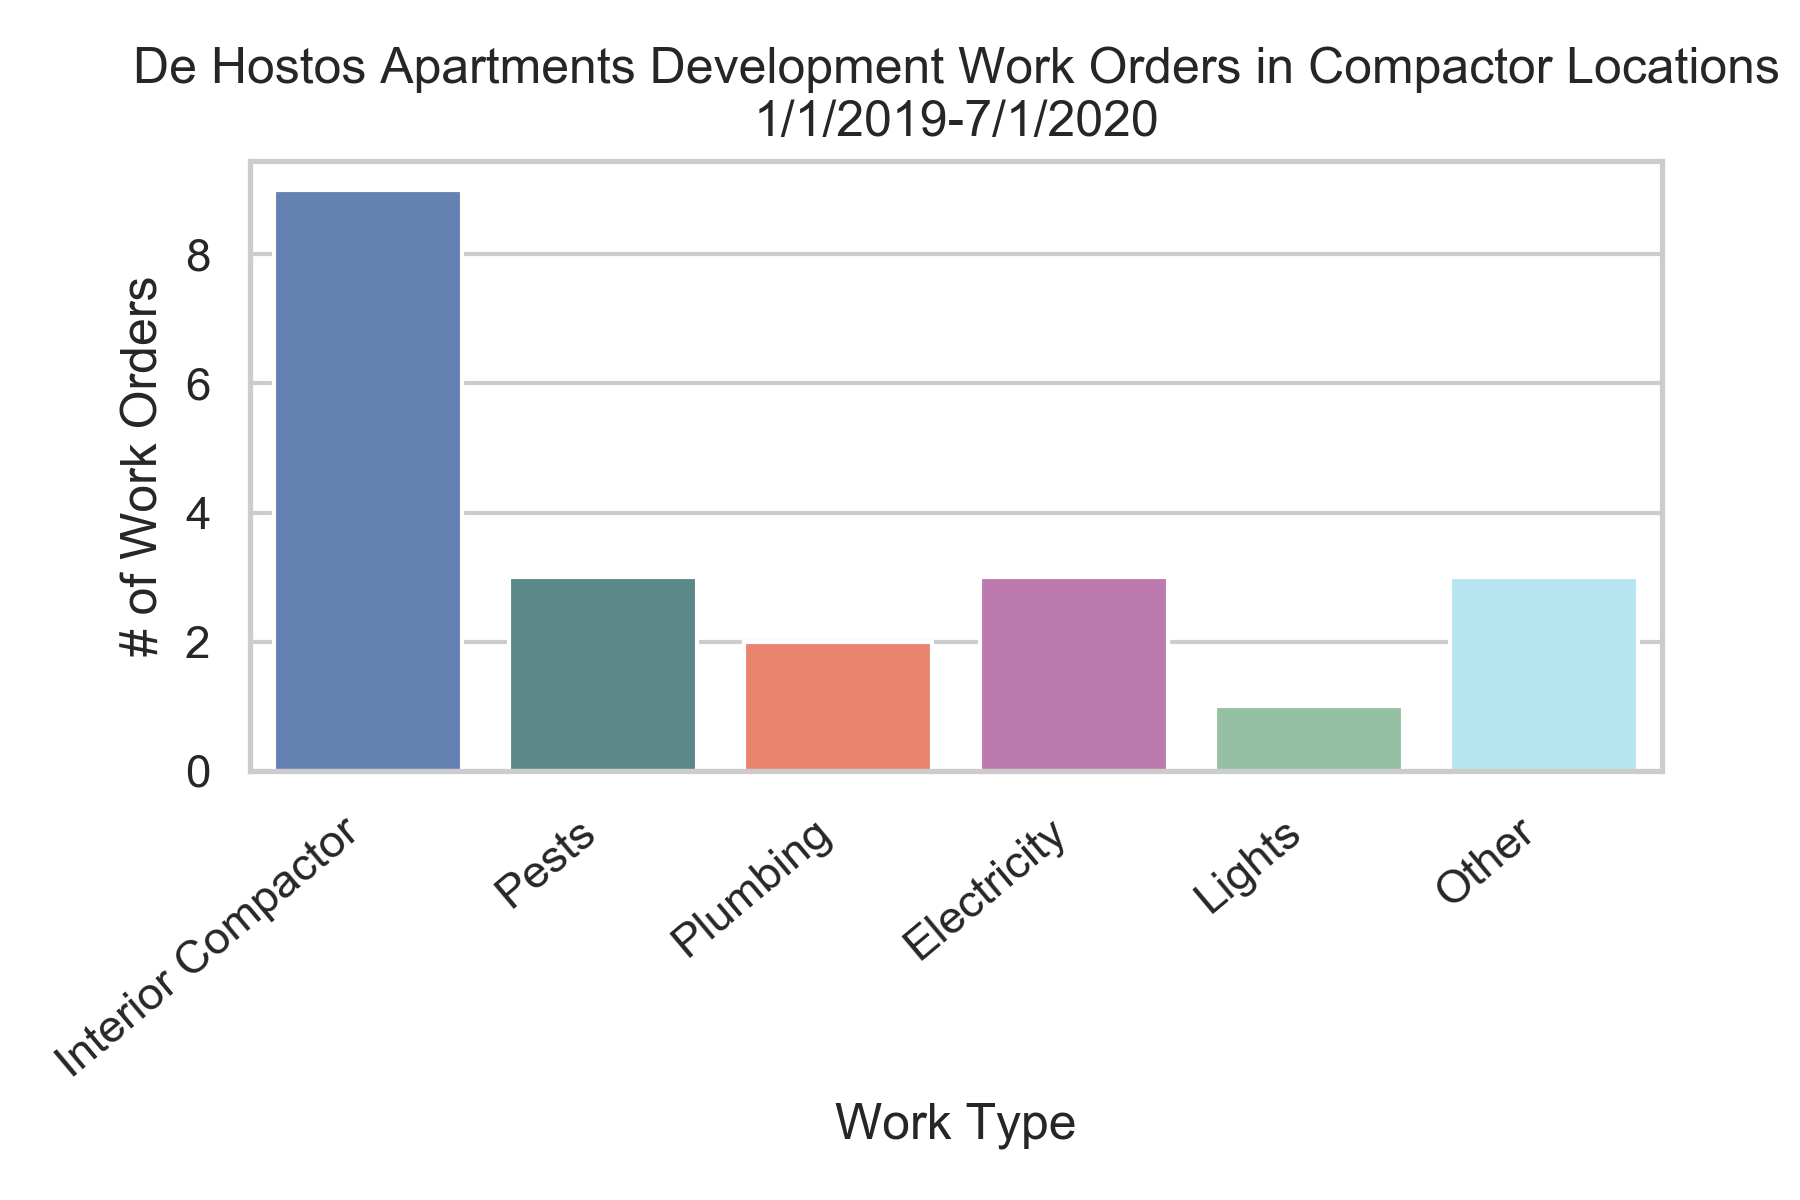 De Hostos Apartments Development Work Orders in Compactor Locations
1/1/2019-7/1/2020
# of Work Orders
8
6
4
2
0
Interior Compactor
Pests
Plumbing
Electricity
Lights
Other
Work Type